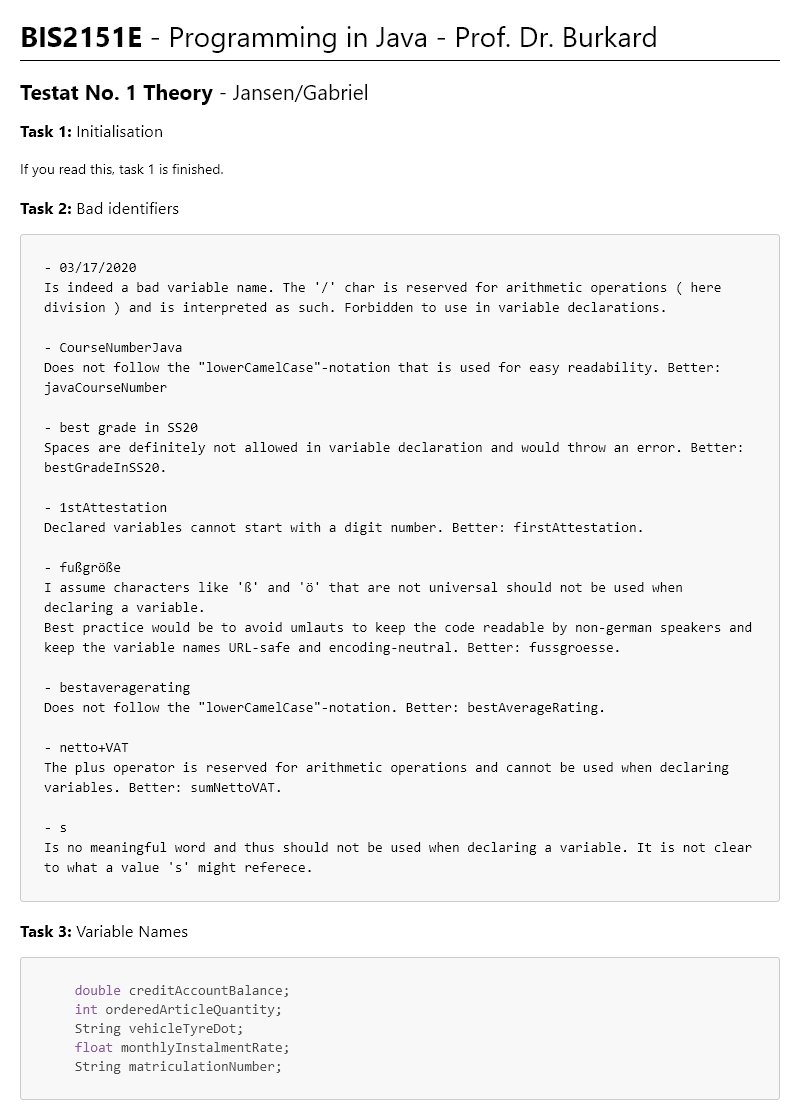 BIS2151E - Programming in Java - Prof. Dr. Burkard
Testat No. 1 Theory - Jansen/Gabriel
Task 1: Initialisation
If you read this, task 1 is finished.
Task 2: Bad identifiers
- 03/17/2020
Is indeed a bad variable name. The '/' char is reserved for arithmetic operations ( here
division ) and is interpreted as such. Forbidden to use in variable declarations.
- CourseNumberJava
Does not follow the "lowerCamelCase"-notation that is used for easy readability. Better:
javaCourseNumber
- best grade in SS20
Spaces are definitely not allowed in variable declaration and would throw an error. Better:
bestGradeInSS20.
- 1stAttestation
Declared variables cannot start with a digit number. Better: firstAttestation.
- fußgröße
I assume characters like 'ß' and 'ö' that are not universal should not be used when
declaring a variable.
Best practice would be to avoid umlauts to keep the code readable by non-german speakers and
keep the variable names URL-safe and encoding-neutral. Better: fussgroesse.
- bestaveragerating
Does not follow the "lowerCamelCase"-notation. Better: bestAverageRating.
- netto+VAT
The plus operator is reserved for arithmetic operations and cannot be used when declaring
variables. Better: sumNettoVAT.
- s
Is no meaningful word and thus should not be used when declaring a variable. It is not clear
to what a value 's' might referece.
Task 3: Variable Names
double creditAccountBalance;
int orderedArticleQuantity;
String vehicleTyreDot;
float monthlyInstalmentRate;
String matriculationNumber;